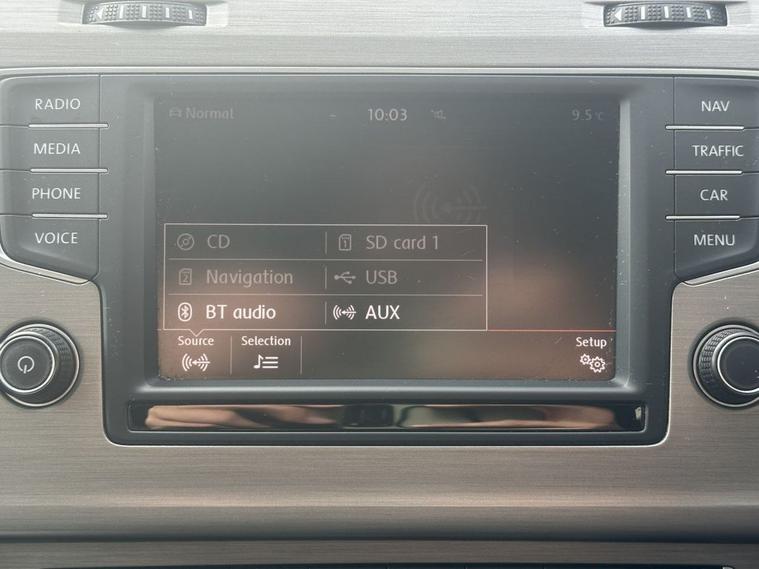 RADIO
MEDIA
PHONE
VOICE
Normal
10:03
9.5°C
CD
SD card 1
Navigation
USB
BT audio
AUX
Source
Selection
Setup
NAV
TRAFFIC
CAR
MENU